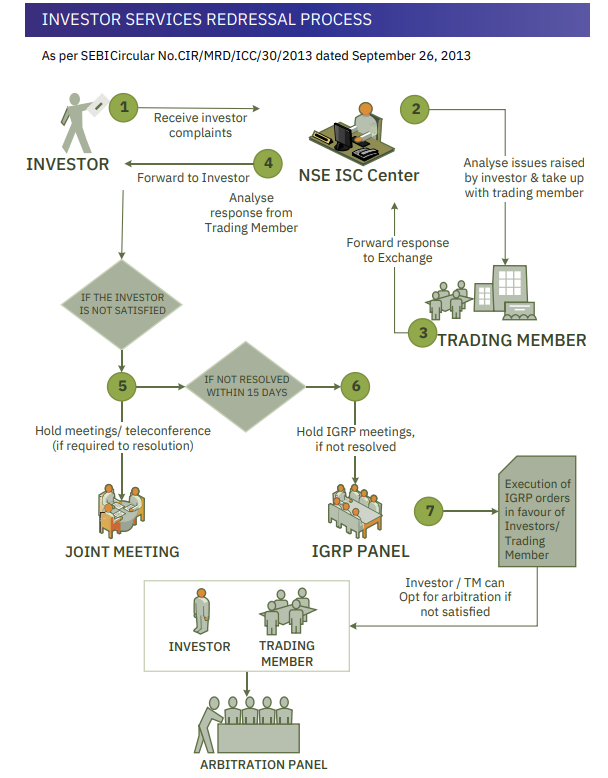 INVESTOR SERVICES REDRESSAL PROCESS
As per SEBI Circular No.CIR/MRD/ICC/30/2013 dated September 26, 2013
1
Receive investor
complaints
INVESTOR
2
NSE ISC Center
Analyse issues raised
by investor & take up
with trading member
4
Forward to Investor
Analyse
response from
Trading Member
Forward response
to Exchange
3
TRADING MEMBER
IF THE INVESTOR
IS NOT SATISFIED
5
IF NOT RESOLVED
WITHIN 15 DAYS
6
Hold meetings/ teleconference
(if required to resolution)
JOINT MEETING
Hold IGRP meetings,
if not resolved
IGRP PANEL
7
Execution of
IGRP orders
in favour of
Investors/
Trading
Member
Investor / TM can
Opt for arbitration if
not satisfied
INVESTOR
TRADING
MEMBER
ARBITRATION PANEL